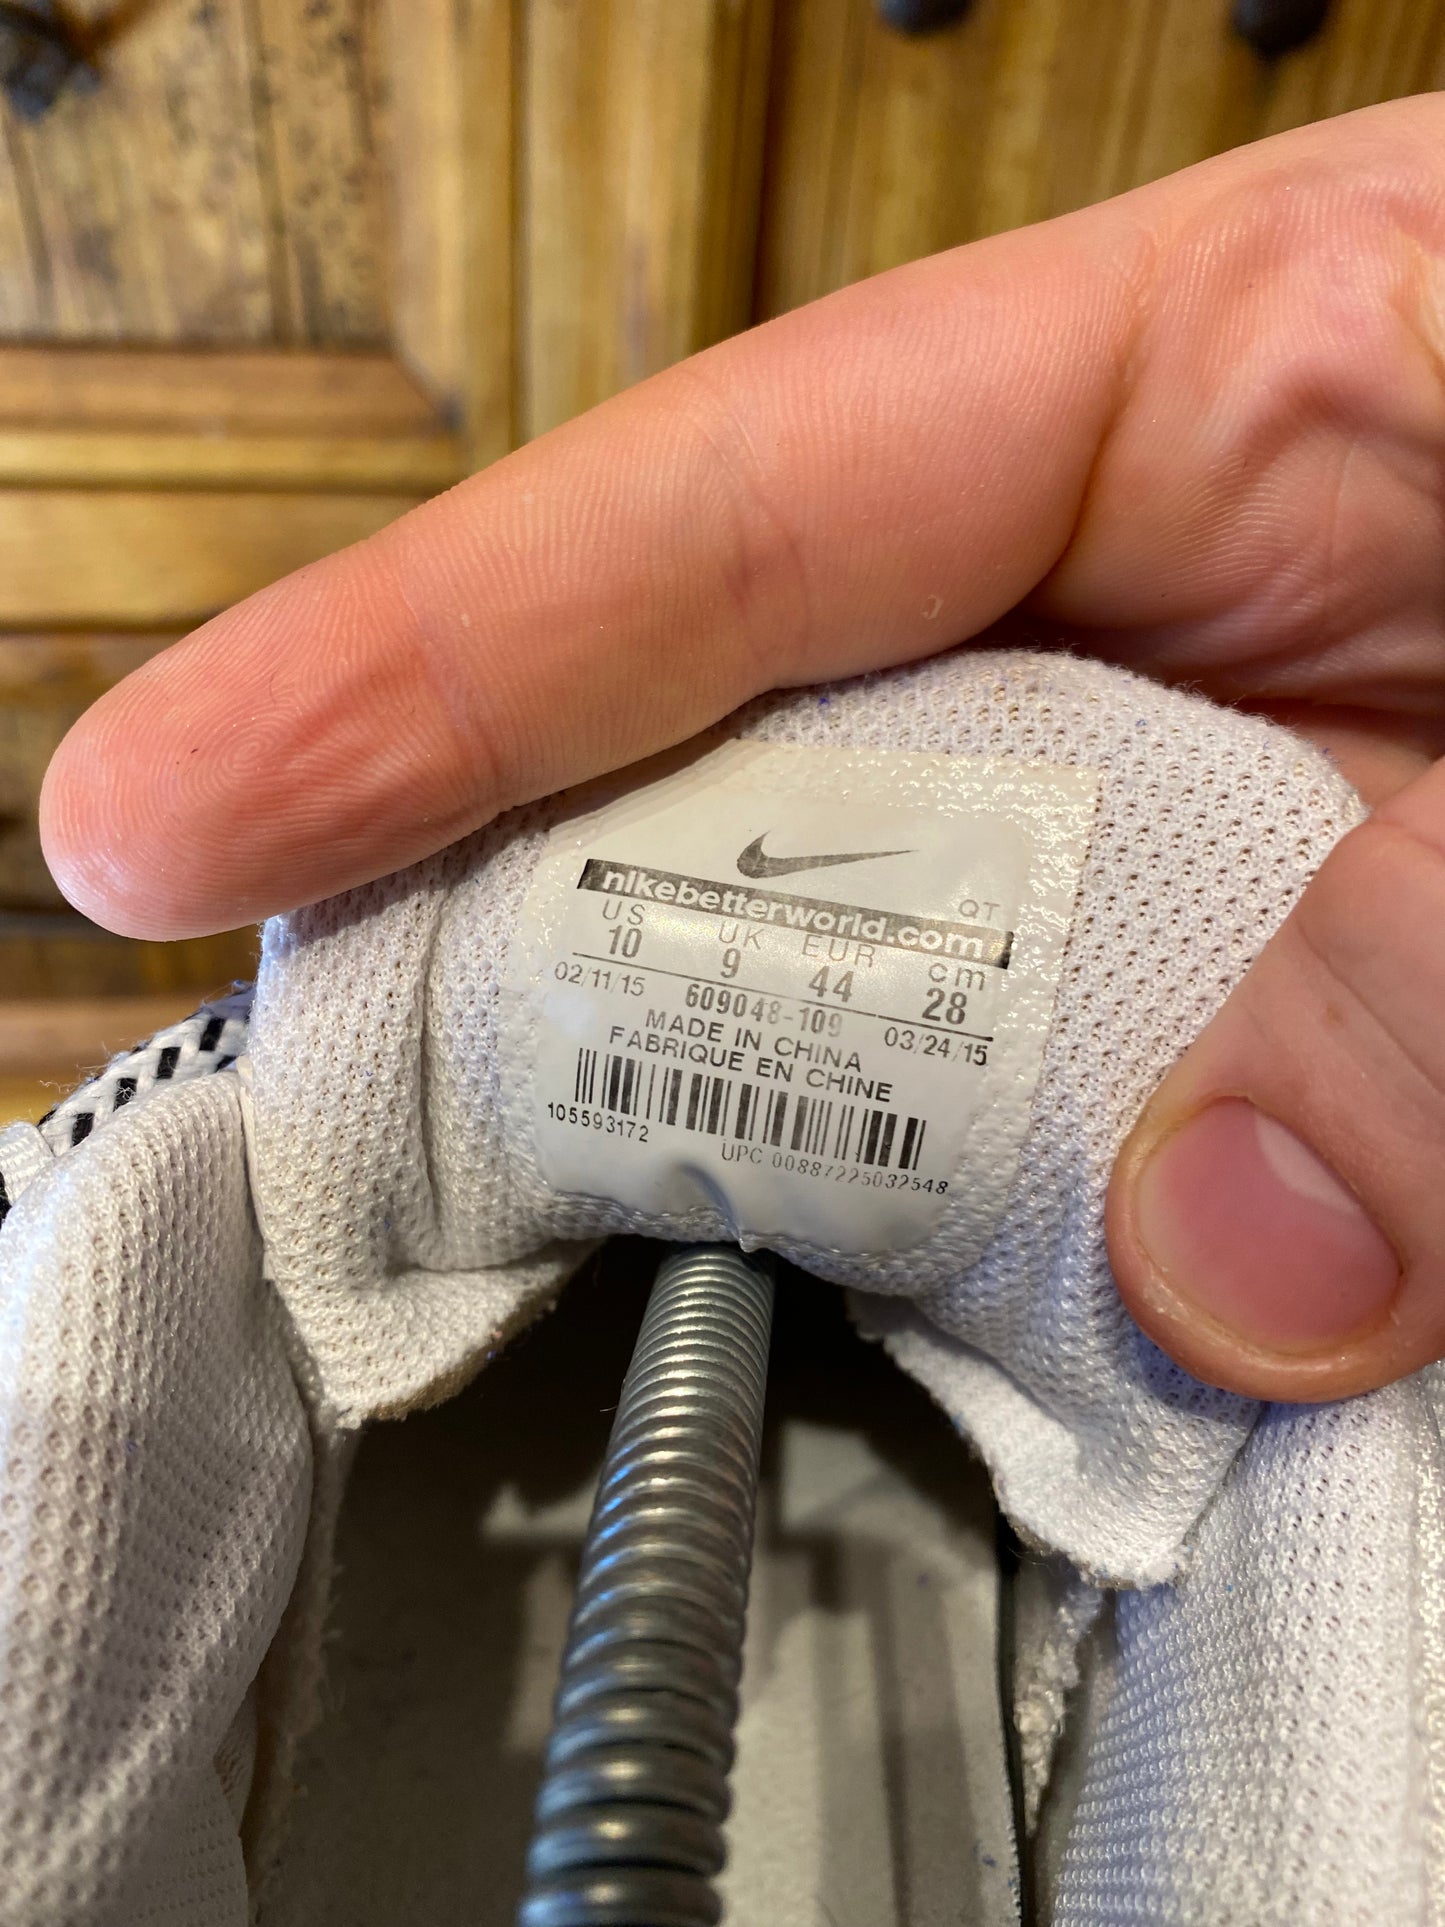 nikebetterworld.com
QT
US UK EUR cm
10 9 44 28
02/11/15 609048-109 03/24/15
MADE IN CHINA
FABRIQUE EN CHINE
105593172
UPC 00887225032548